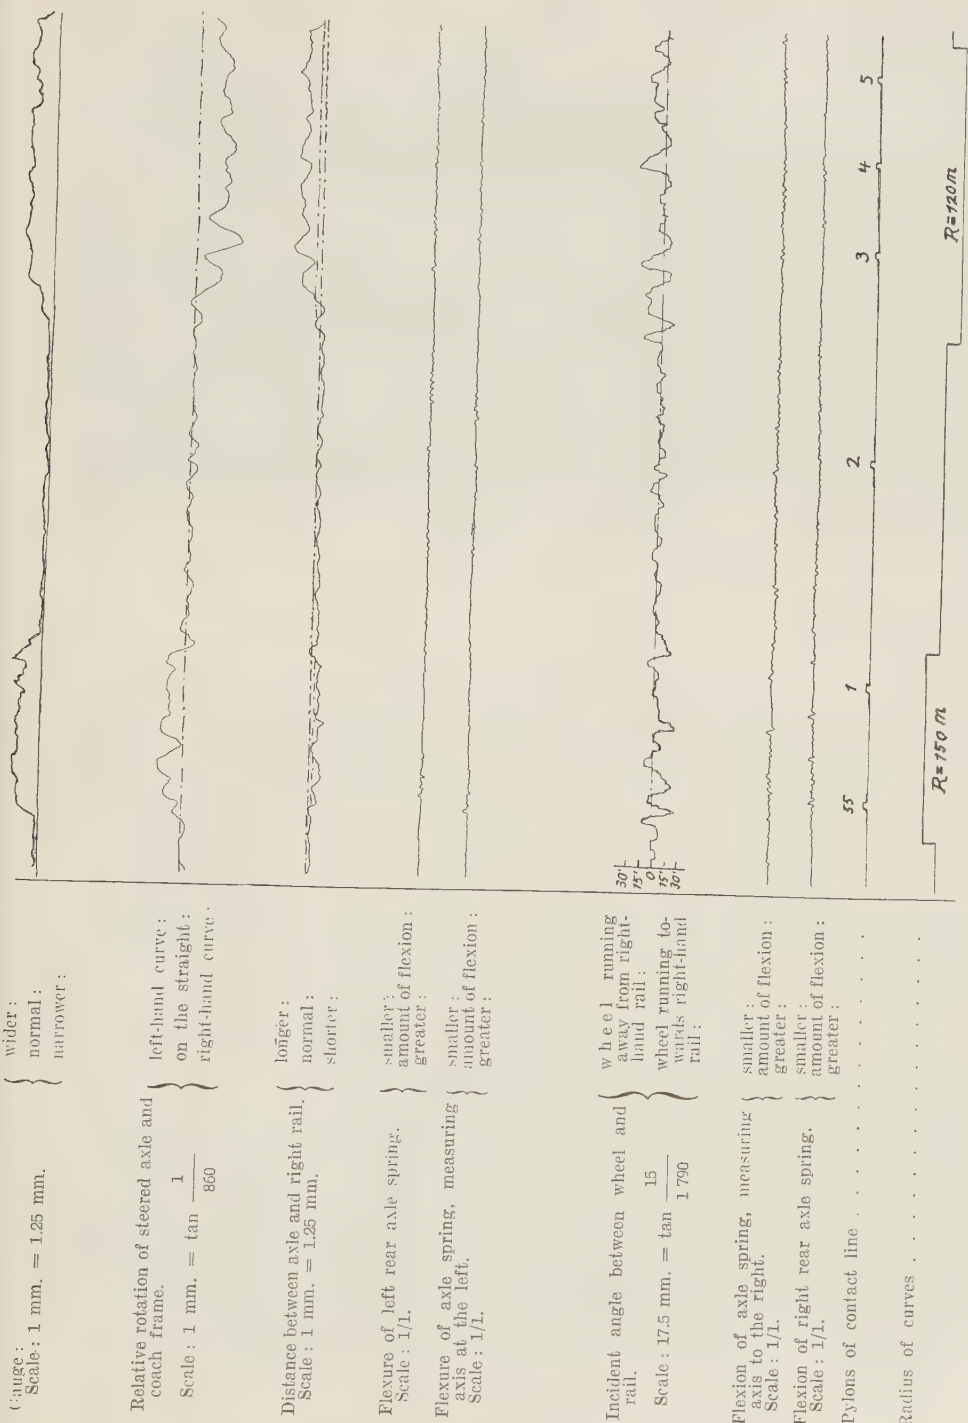 Gauge :
Scale : 1 mm. = 1.25 mm.
wider :
normal :
narrower :
Relative rotation of steered axle and
coach frame.
Scale : 1 mm. = tan 1
860
left-hand curve :
on the straight :
right-hand curve :
Distance between axle and right rail.
Scale : 1 mm. = 1.25 mm.
longer :
normal :
shorter :
Flexure of left rear axle spring.
Scale : 1/1.
smaller :
amount of flexion :
greater :
Flexure of axle spring, measuring
axis at the left.
Scale : 1/1.
smaller :
amount of flexion :
greater :
Incident angle between wheel and
rail.
Scale : 17.5 mm. = tan 15
1 790
wheel running
away from right-
hand rail :
wheel running to-
wards right-hand
rail :
30'
15'
0
15'
30'
Flexion of axle spring, measuring
axis to the right.
Scale : 1/1.
smaller :
amount of flexion :
greater :
Flexion of right rear axle spring.
Scale : 1/1.
smaller :
amount of flexion :
greater :
Pylons of contact line . . . . . . . . . .
55 1 2 3 4 5
Radius of curves . . . . . . . . . .
R=150 m R=120 m